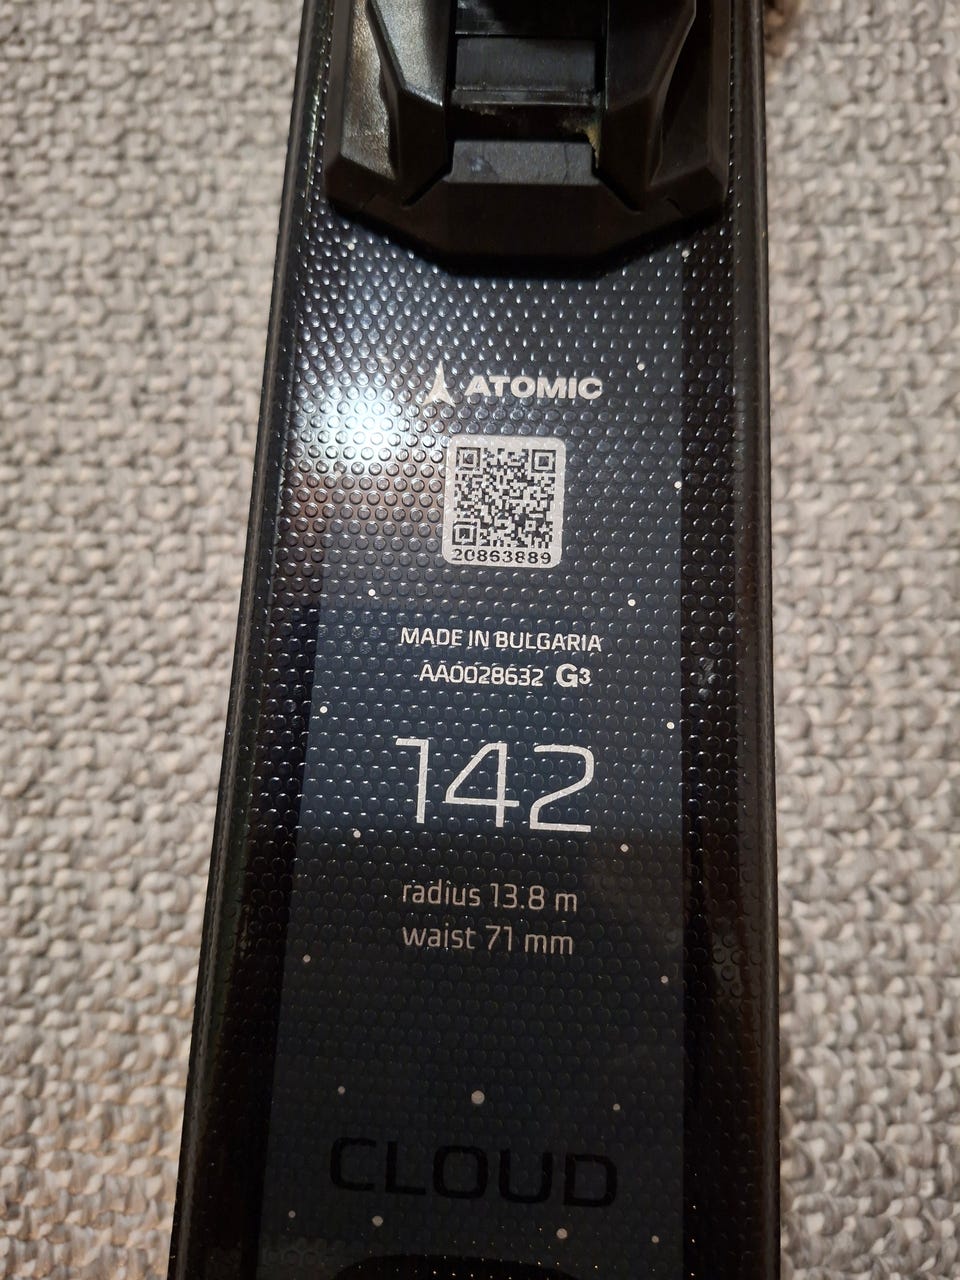 ATOMIC
20863889
MADE IN BULGARIA
AA0028632 G3
142
radius 13.8 m
waist 71 mm
CLOUD